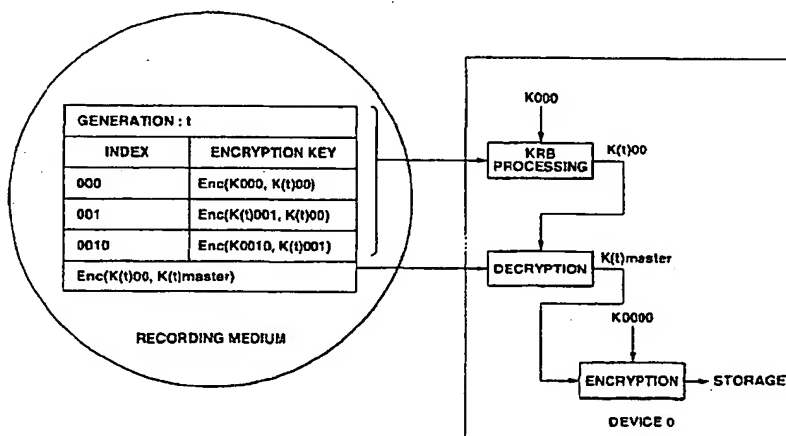 GENERATION : t
INDEX ENCRYPTION KEY
000 Enc(K000, K(t)00)
001 Enc(K(t)001, K(t)00)
0010 Enc(K0010, K(t)001)
Enc(K(t)00, K(t)master)
RECORDING MEDIUM
K000
KRB
PROCESSING
K(t)00
DECRYPTION
K(t)master
K0000
ENCRYPTION
STORAGE
DEVICE 0